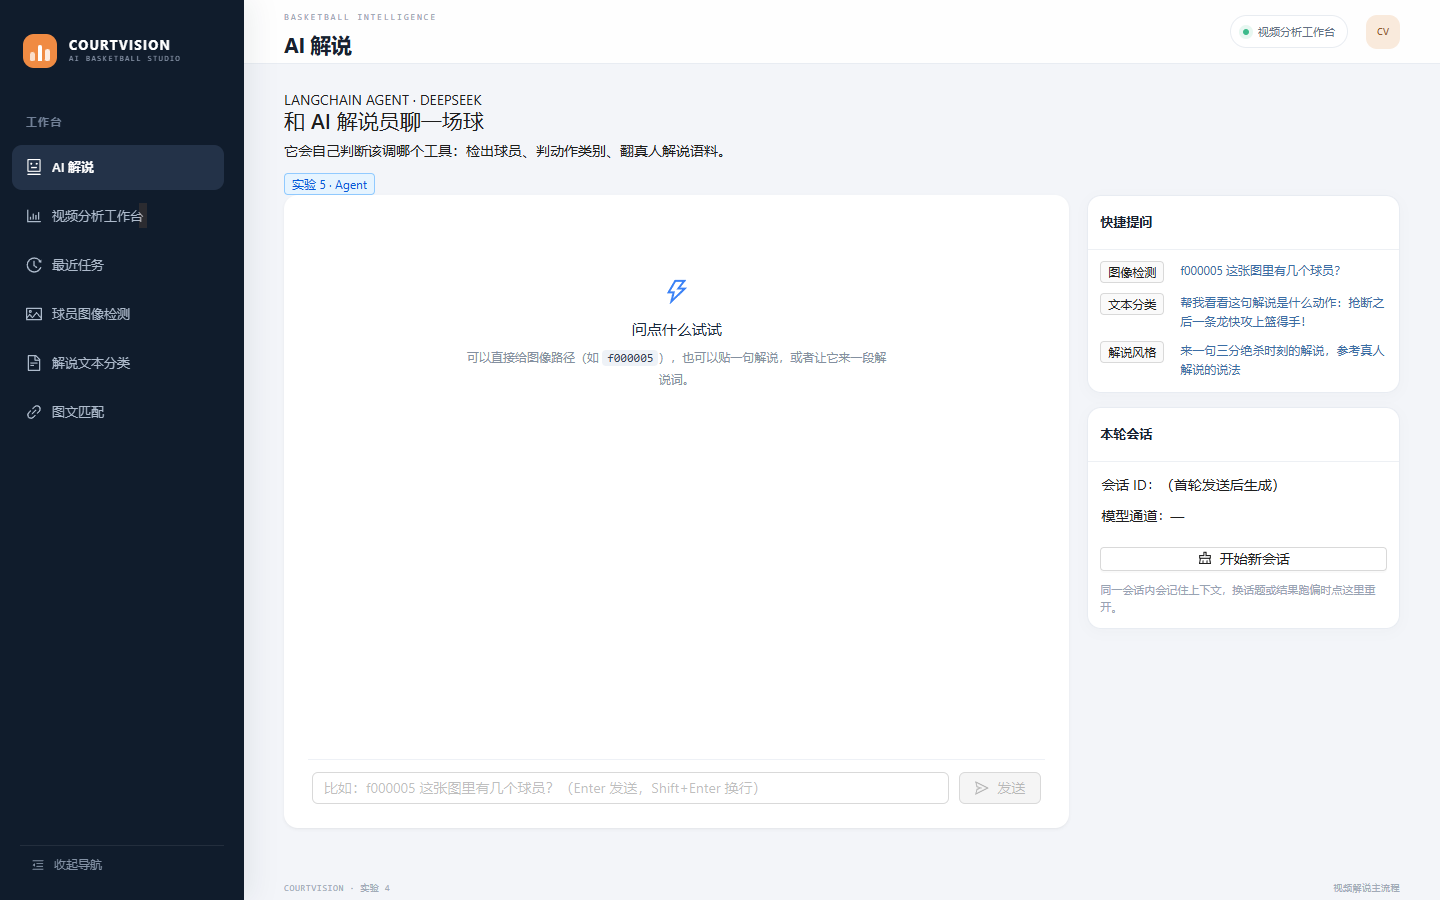 COURTVISION
AI BASKETBALL STUDIO
工作台
AI 解说
视频分析工作台
最近任务
球员图像检测
解说文本分类
图文匹配
收起导航
BASKETBALL INTELLIGENCE
AI 解说
视频分析工作台
CV
LANGCHAIN AGENT · DEEPSEEK
和 AI 解说员聊一场球
它会自己判断该调哪个工具：检出球员、判动作类别、翻真人解说语料。
实验 5 · Agent
问点什么试试
可以直接给图像路径（如 f000005 ），也可以贴一句解说，或者让它来一段解
说词。
比如：f000005 这张图里有几个球员？（Enter 发送，Shift+Enter 换行）
发送
快捷提问
图像检测
f000005 这张图里有几个球员？
文本分类
帮我看看这句解说是什么动作：抢断之
后一条龙快攻上篮得手！
解说风格
来一句三分绝杀时刻的解说，参考真人
解说的说法
本轮会话
会话 ID：（首轮发送后生成）
模型通道：—
开始新会话
同一会话内会记住上下文，换话题或结果跑偏时点这里重
开。
COURTVISION · 实验 4
视频解说主流程